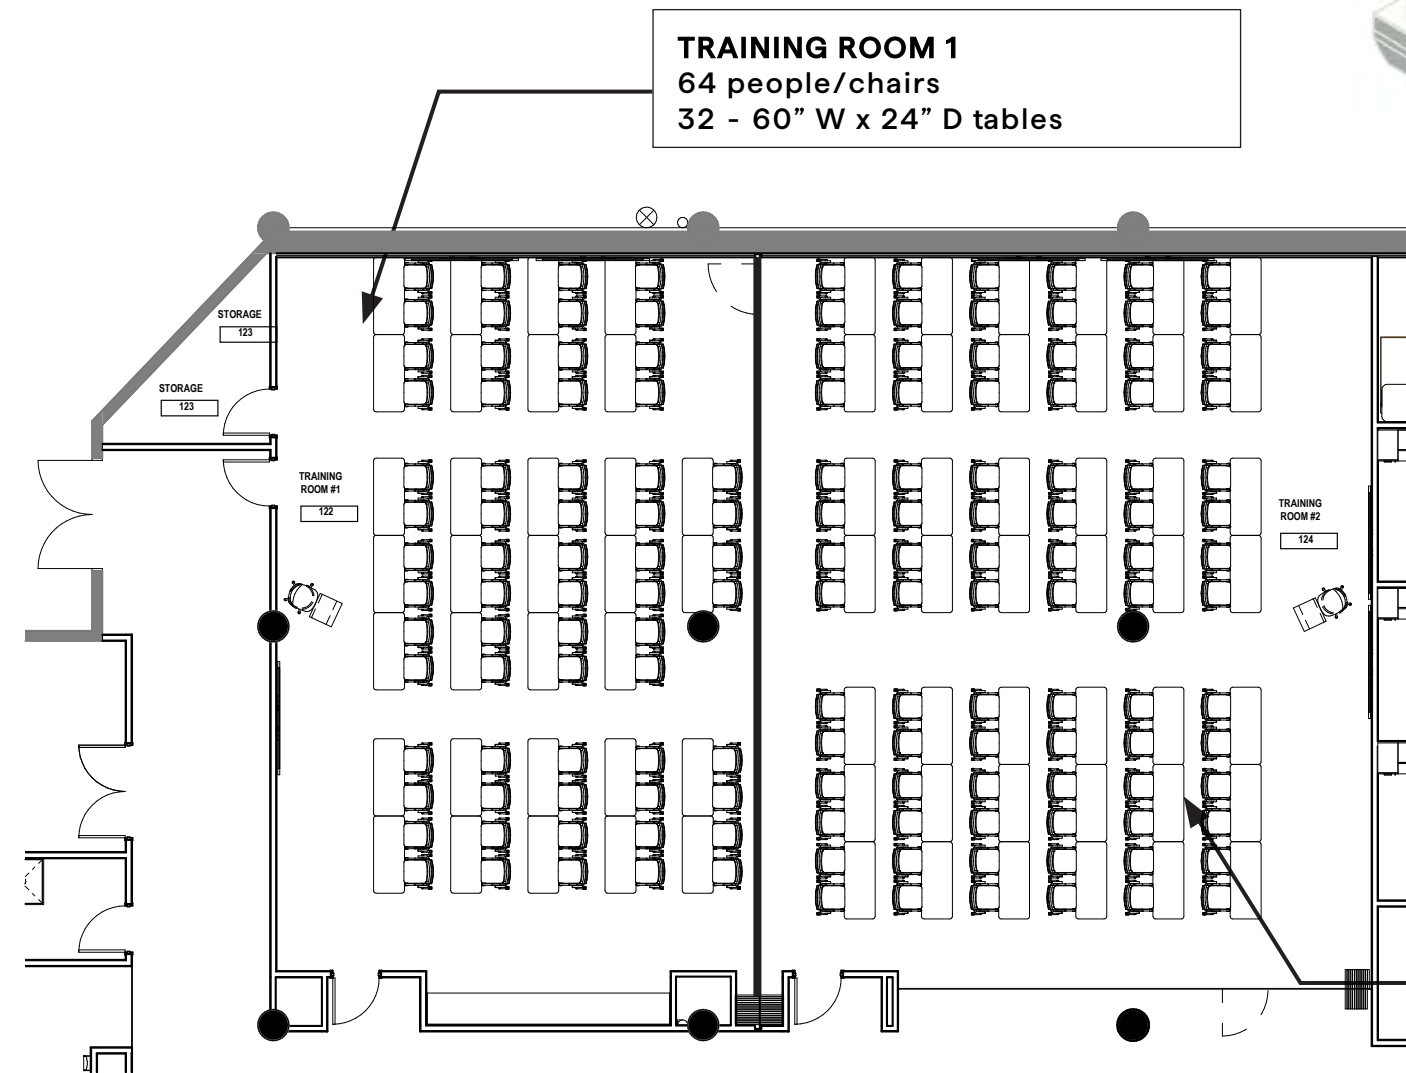 TRAINING ROOM 1
64 people/chairs
32 - 60” W x 24” D tables
STORAGE
123
STORAGE
123
TRAINING
ROOM #1
122
TRAINING
ROOM #2
124